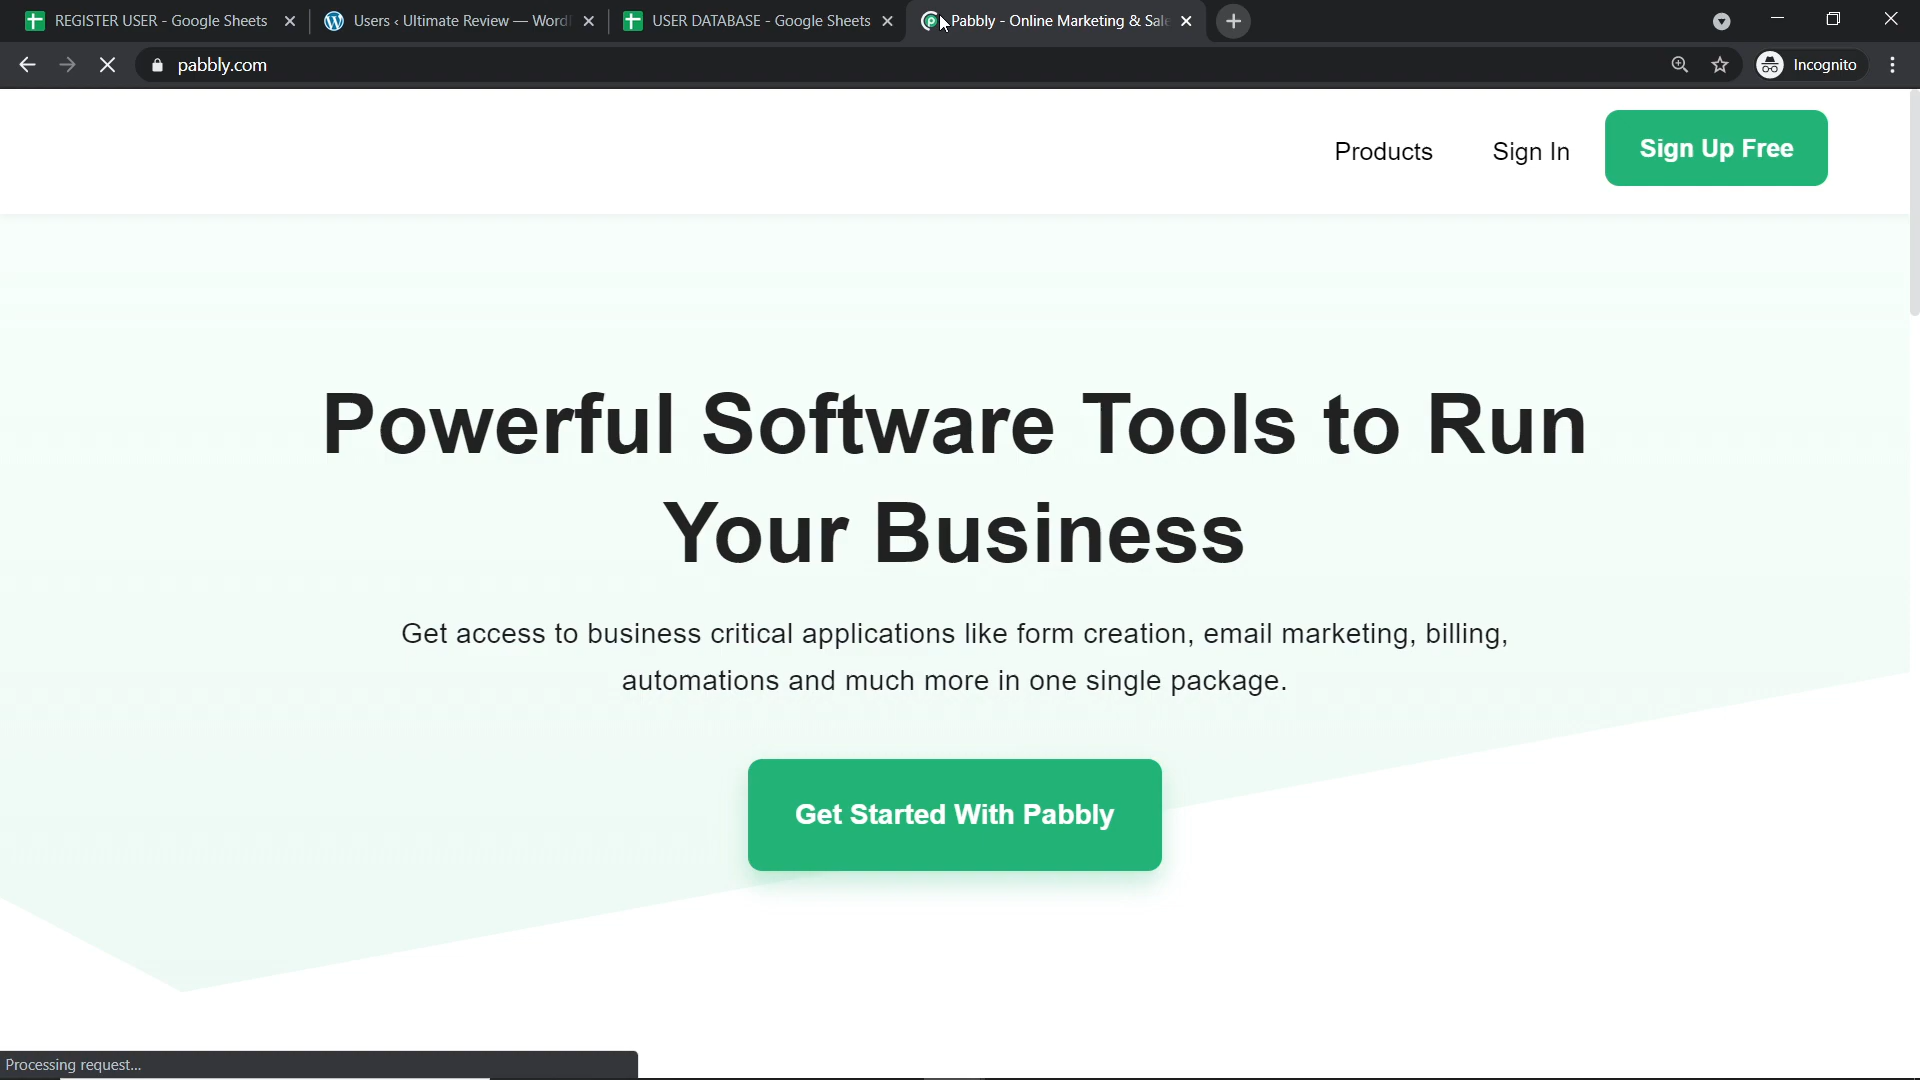 REGISTER USER - Google Sheets
Users ‹ Ultimate Review — Word
USER DATABASE - Google Sheets
Pabbly - Online Marketing & Sale
pabbly.com
Incognito
Products
Sign In
Sign Up Free
Powerful Software Tools to Run
Your Business
Get access to business critical applications like form creation, email marketing, billing,
automations and much more in one single package.
Get Started With Pabbly
Processing request...